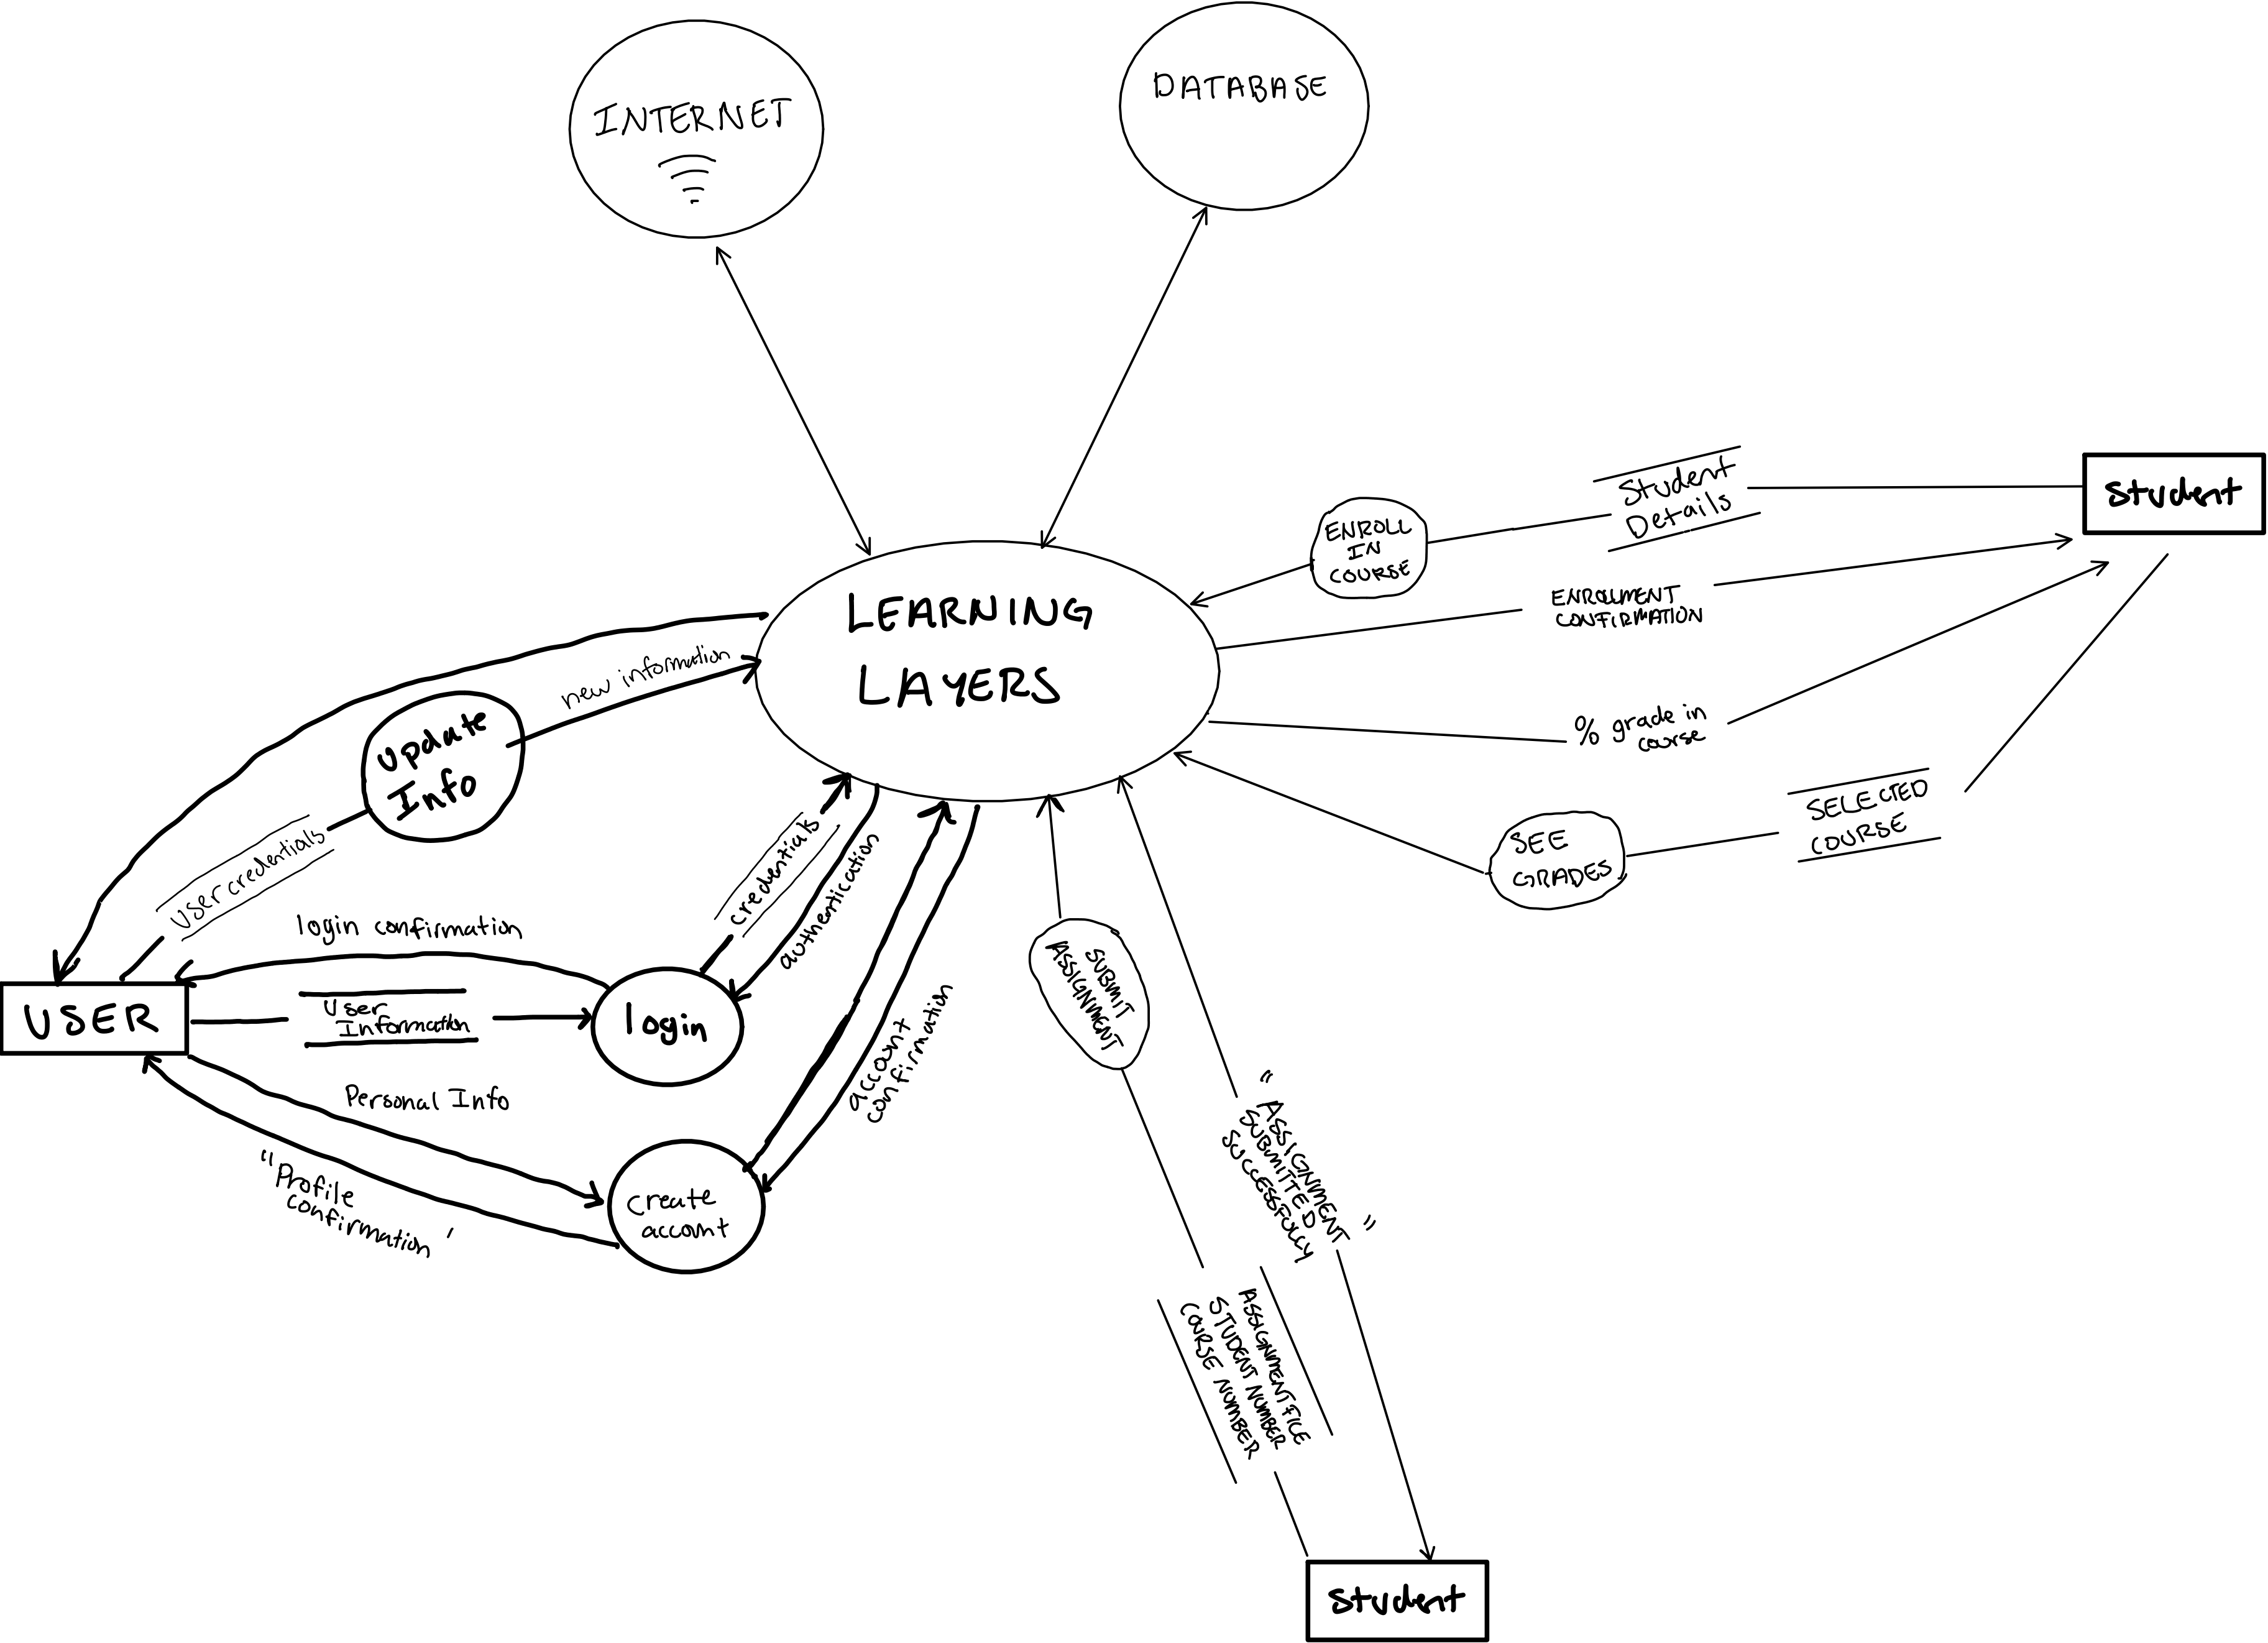 INTERNET
DATABASE
Student
Details
Student
ENROLL
IN
COURSE
ENROLLMENT
CONFIRMATION
LEARNING
LAYERS
new information
Update
Info
% grade in
course
SELECTED
COURSE
SEE
GRADES
User credentials
credentials
authentication
login confirmation
USER
User
Information
login
SUBMIT
ASSIGNMENT
account
confirmation
Personal Info
"Profile
confirmation '
create
account
"ASSIGNMENT
SUBMITED
SUCCESSFULLY"
ASSIGNMENT FILE
STUDENT NUMBER
COURSE NUMBER
Student